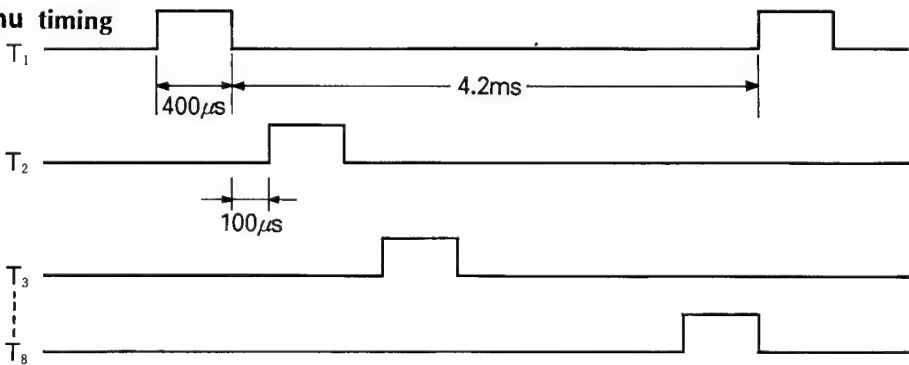 nu timing
T₁
400μs
4.2ms
T₂
100μs
T₃
T₈